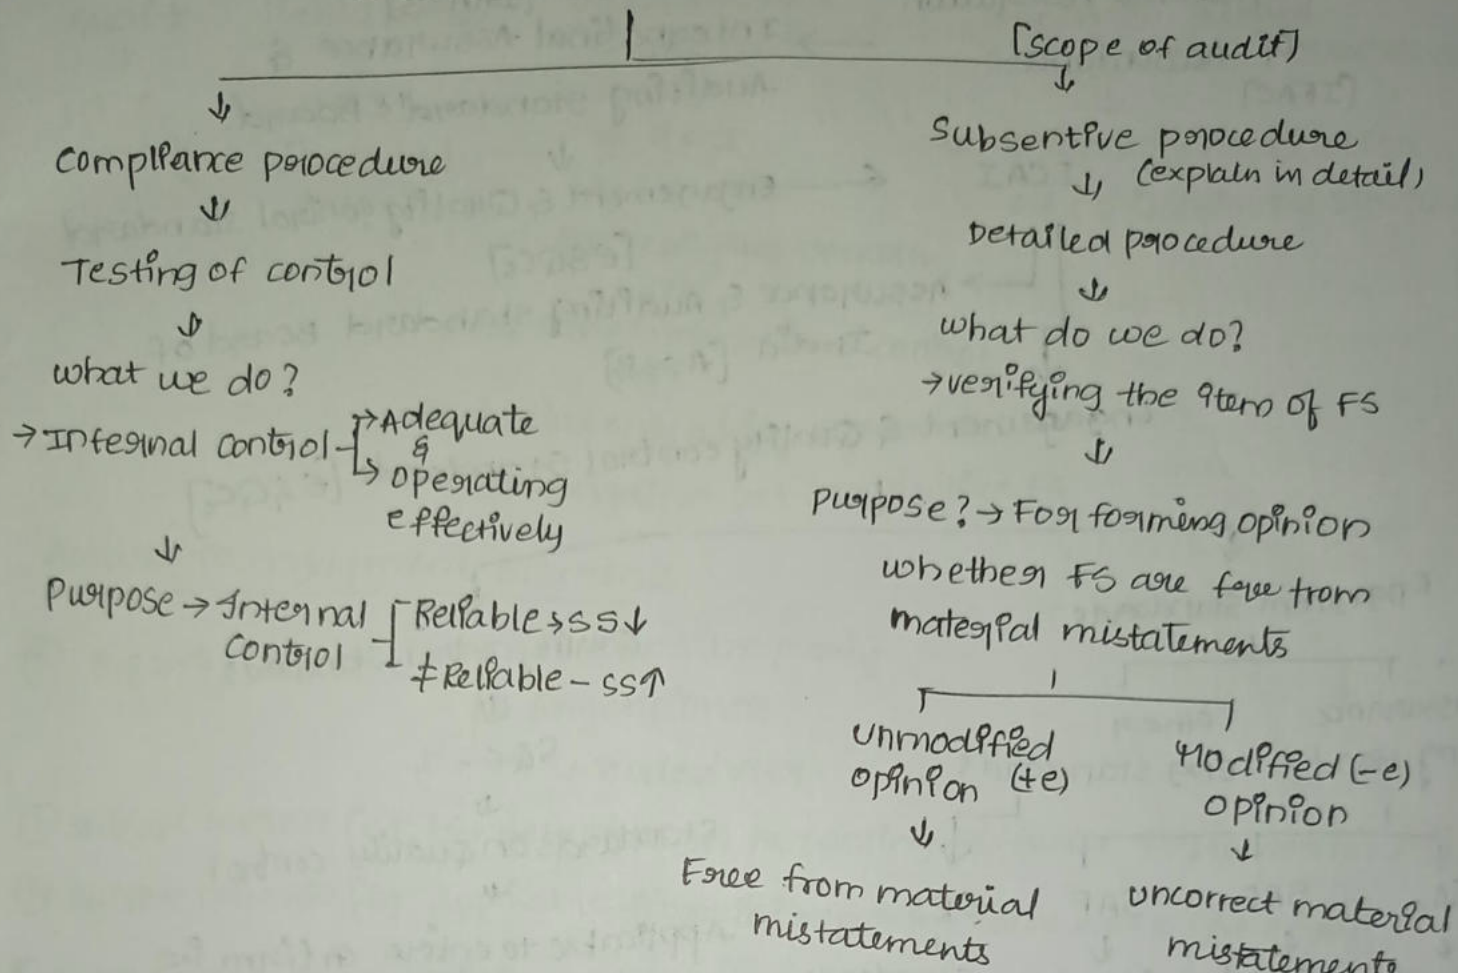 [scope of audit]
compliance procedure
Testing of control
what we do?
→ Internal control → Adequate
&
→ operating
effectively
Purpose → Internal
control
Reliable → SS↓
≠ Reliable - SS↑
Subsentive procedure
(explain in detail)
Detailed procedure
what do we do?
→ verifying the item of FS
purpose? → For forming opinion
whether FS are free from
material mistatements
unmodified
opinion (+e)
Modified (-e)
opinion
Free from material
mistatements
uncorrect material
mistatements